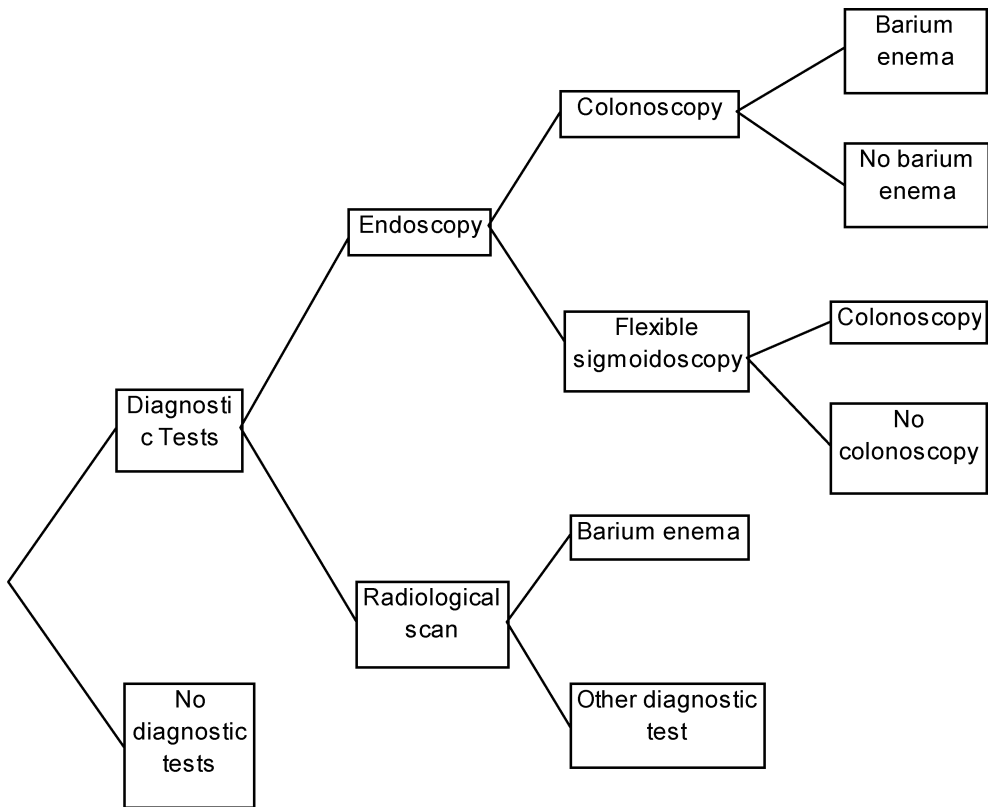 Barium
enema
Colonoscopy
No barium
enema
Endoscopy
Colonoscopy
Flexible
sigmoidoscopy
Diagnosti
c Tests
No
colonoscopy
Barium enema
Radiological
scan
Other diagnostic
test
No
diagnostic
tests